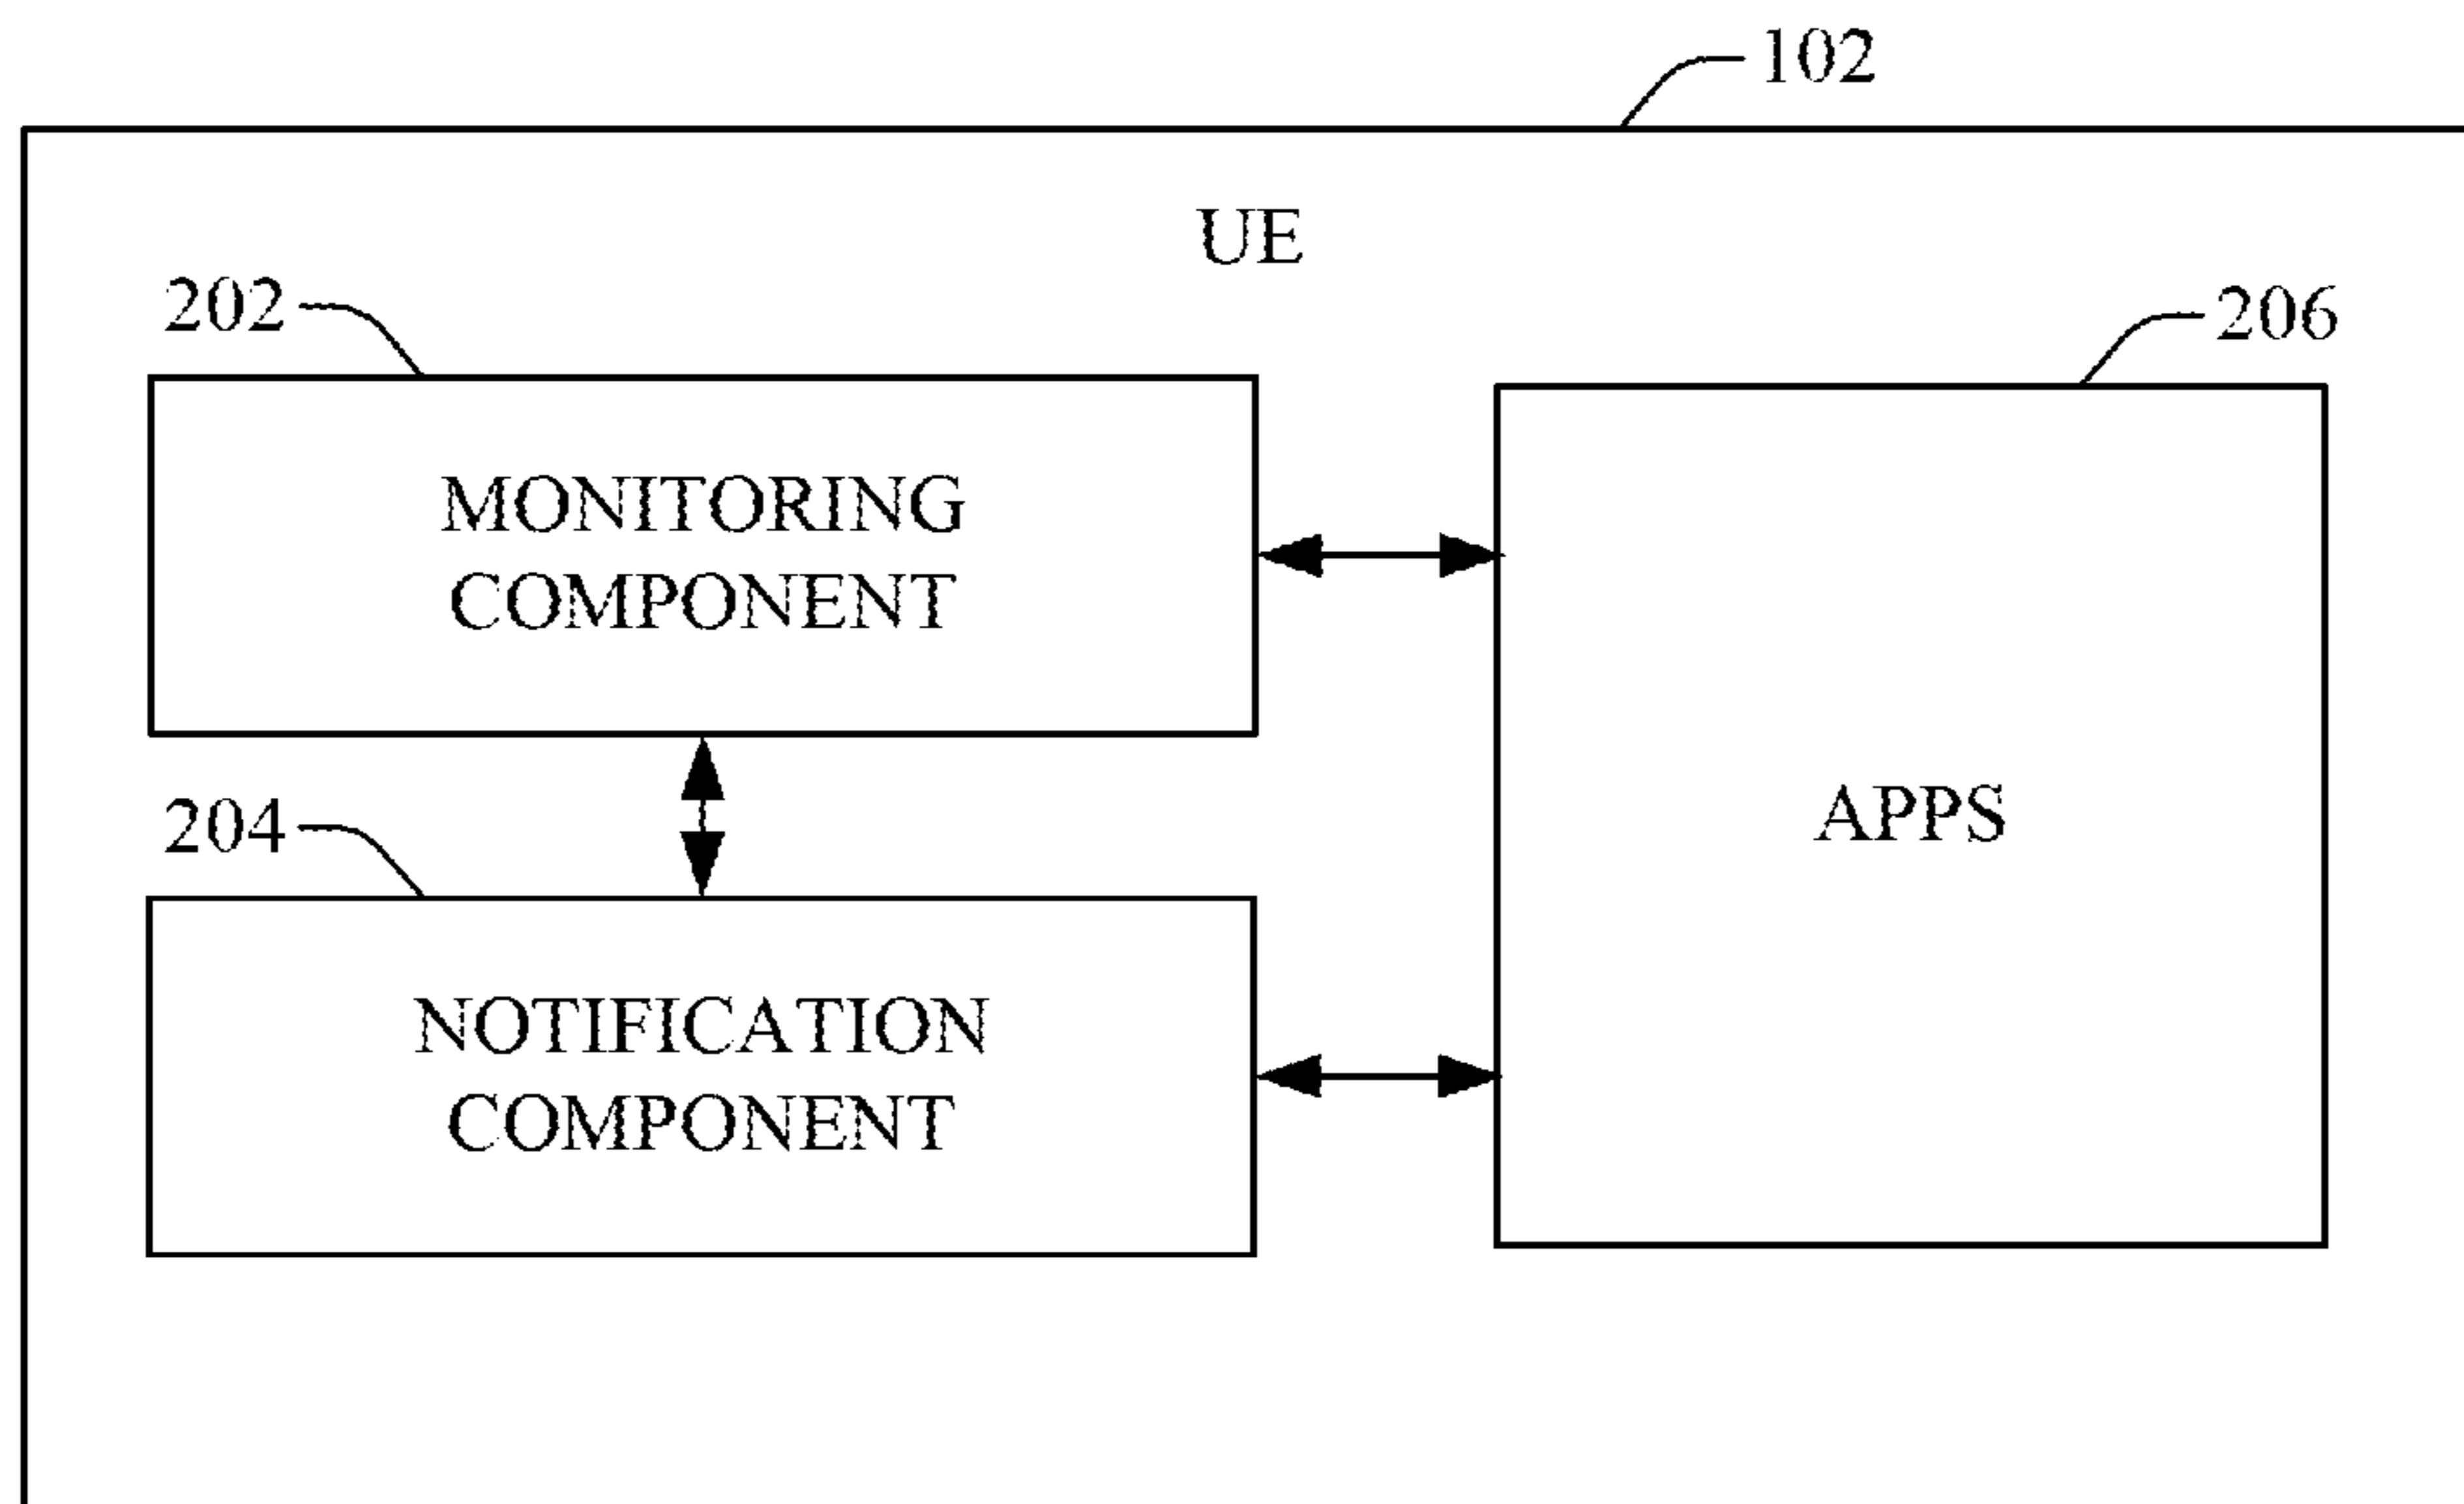 102
UE
202
206
MONITORING
COMPONENT
204
APPS
NOTIFICATION
COMPONENT